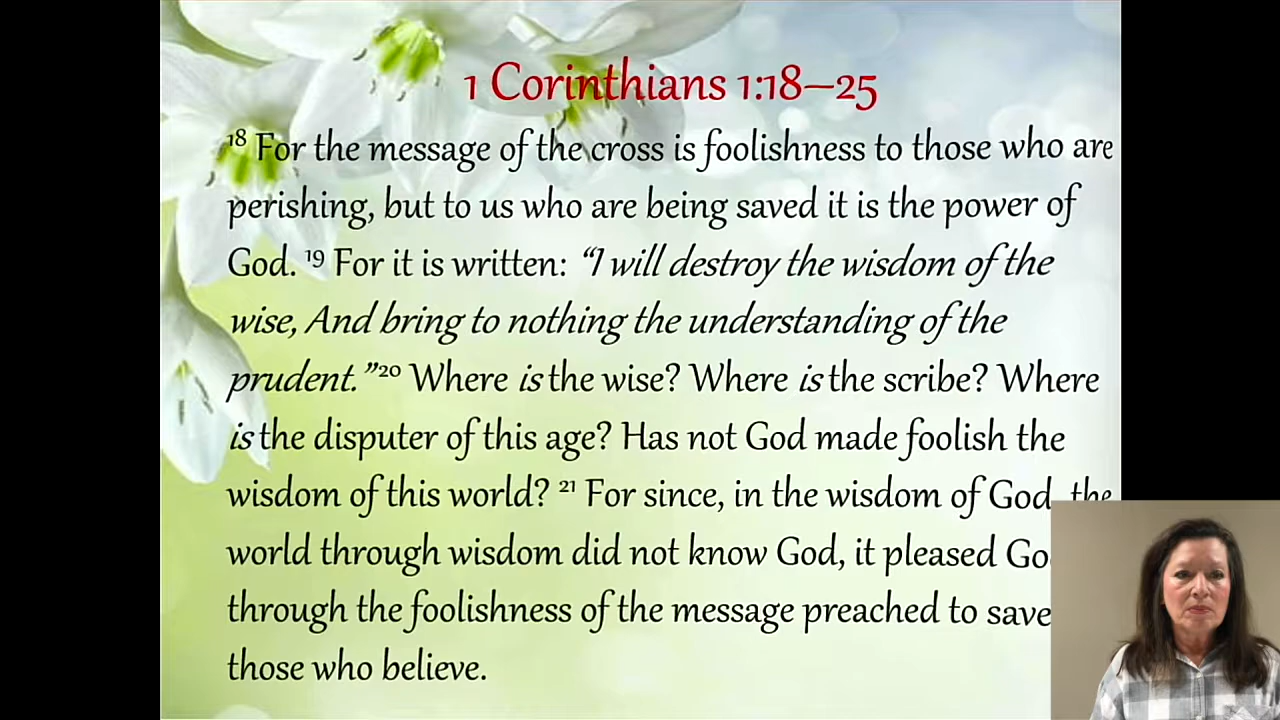 1 Corinthians 1:18–25
18 For the message of the cross is foolishness to those who are
perishing, but to us who are being saved it is the power of
God. 19 For it is written: “I will destroy the wisdom of the
wise, And bring to nothing the understanding of the
prudent.”20 Where is the wise? Where is the scribe? Where
is the disputer of this age? Has not God made foolish the
wisdom of this world? 21 For since, in the wisdom of God, the
world through wisdom did not know God, it pleased Go
through the foolishness of the message preached to save
those who believe.